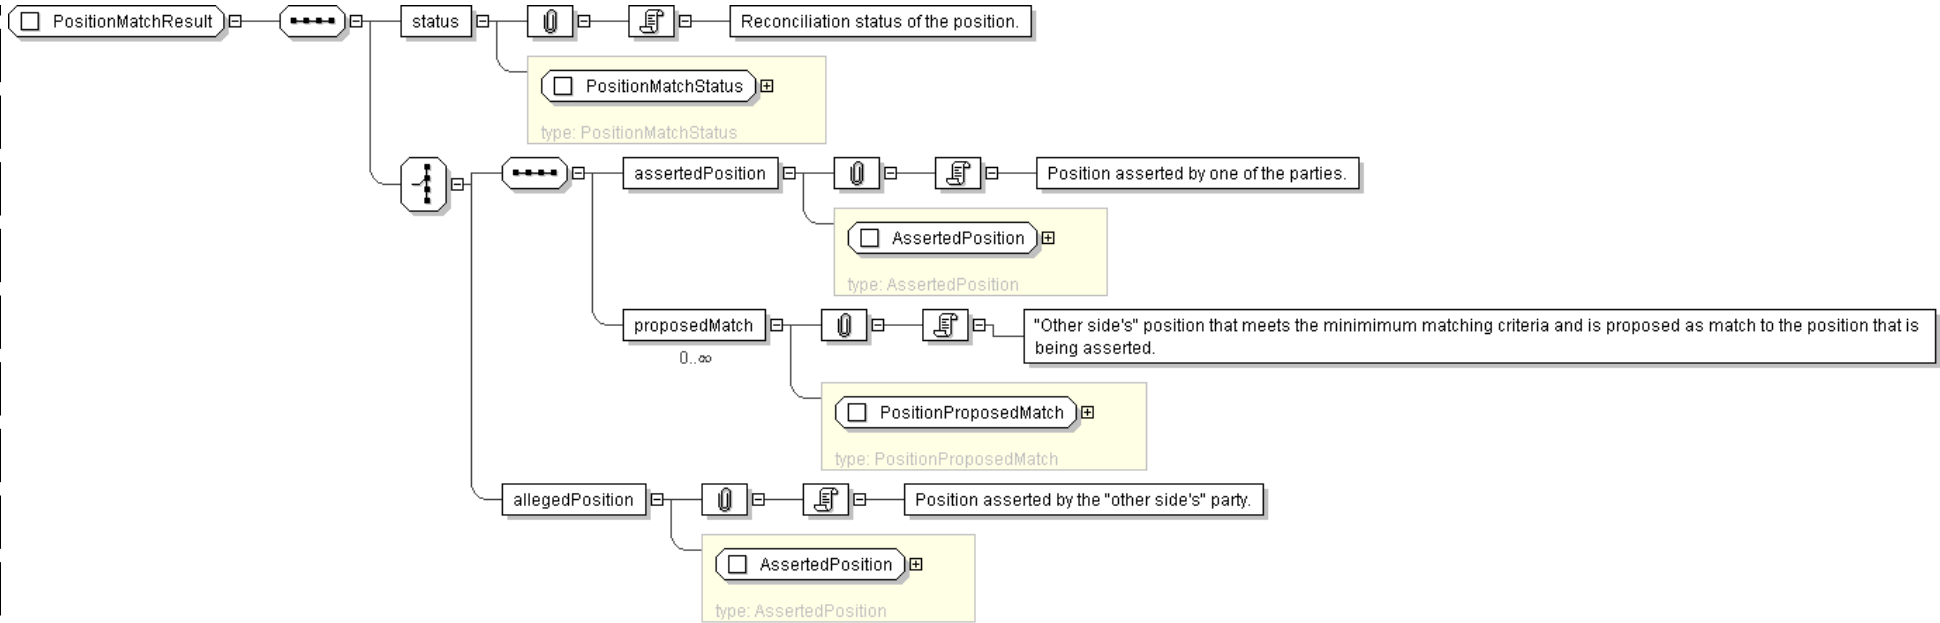 PositionMatchResult
status
Reconciliation status of the position.
PositionMatchStatus
type: PositionMatchStatus
assertedPosition
Position asserted by one of the parties.
AssertedPosition
type: AssertedPosition
proposedMatch
0..∞
"Other side's" position that meets the minimimum matching criteria and is proposed as match to the position that is
being asserted.
PositionProposedMatch
type: PositionProposedMatch
allegedPosition
Position asserted by the "other side's" party.
AssertedPosition
type: AssertedPosition